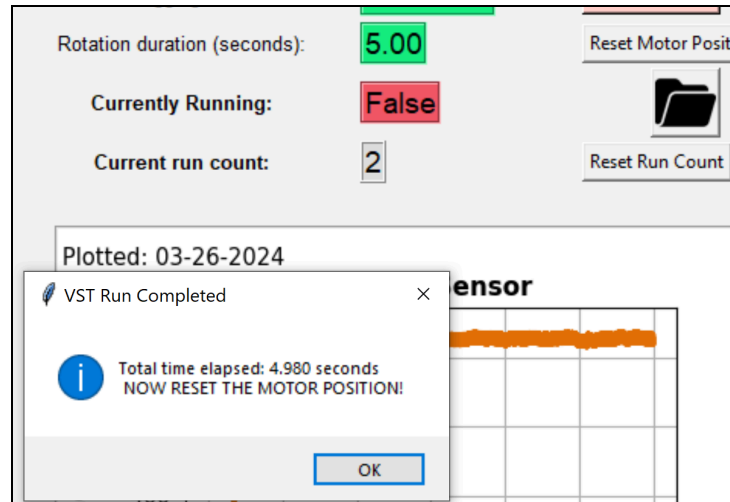 Rotation duration (seconds): 5.00 Reset Motor Posit
Currently Running: False
Current run count: 2 Reset Run Count
Plotted: 03-26-2024
ensor
VST Run Completed
Total time elapsed: 4.980 seconds
NOW RESET THE MOTOR POSITION!
OK